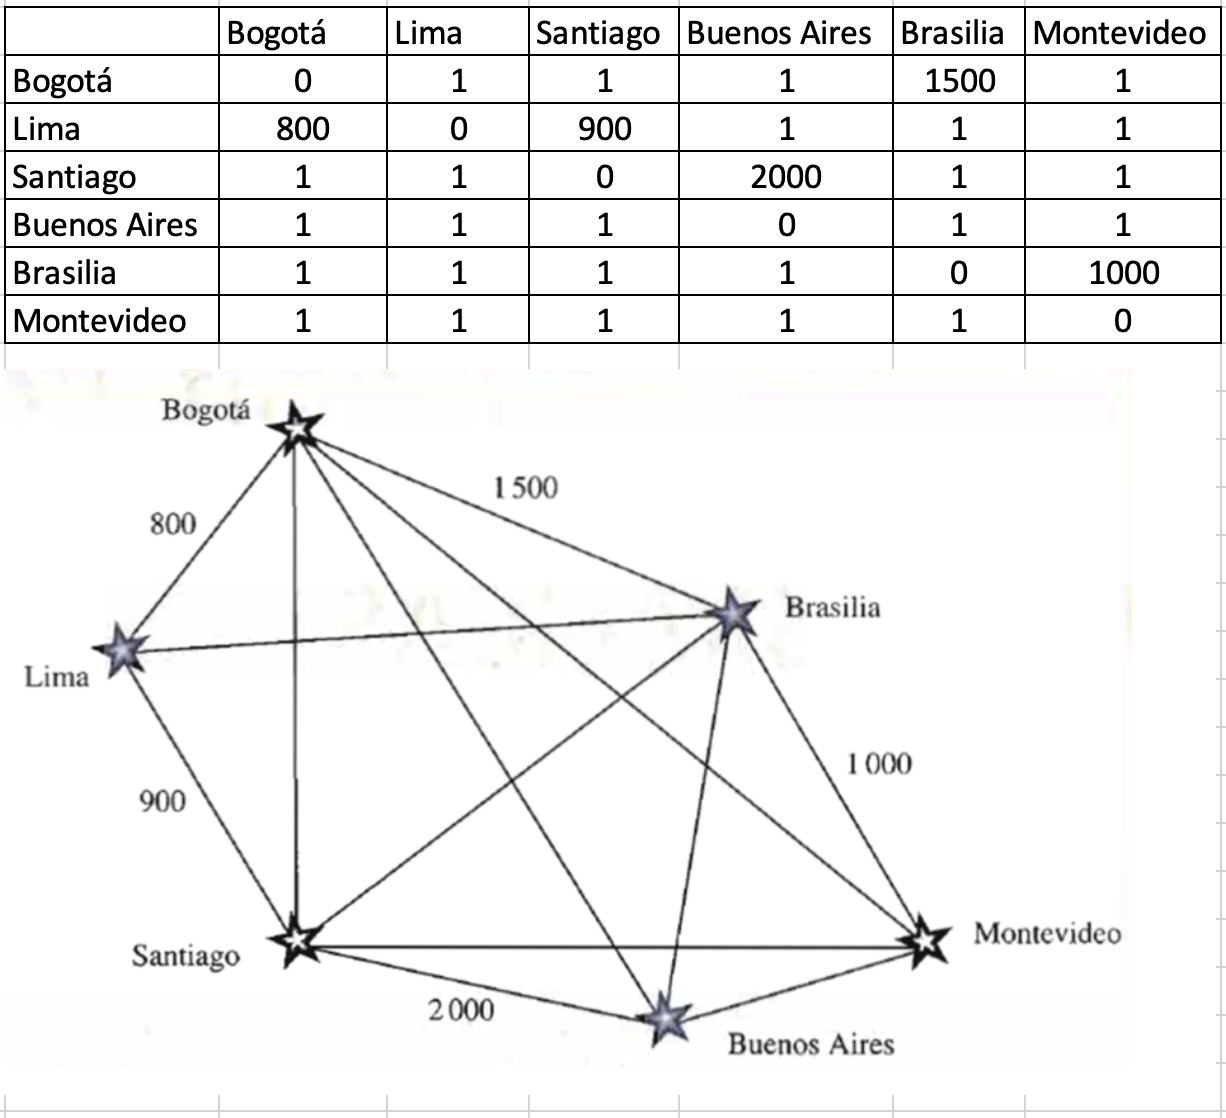 Bogotá Lima Santiago Buenos Aires Brasilia Montevideo
Bogotá 0 1 1 1 1500 1
Lima 800 0 900 1 1 1
Santiago 1 1 0 2000 1 1
Buenos Aires 1 1 1 0 1 1
Brasilia 1 1 1 1 0 1000
Montevideo 1 1 1 1 1 0
Bogotá
1 500
800
Brasilia
Lima
1 000
900
Montevideo
Santiago
2 000
Buenos Aires